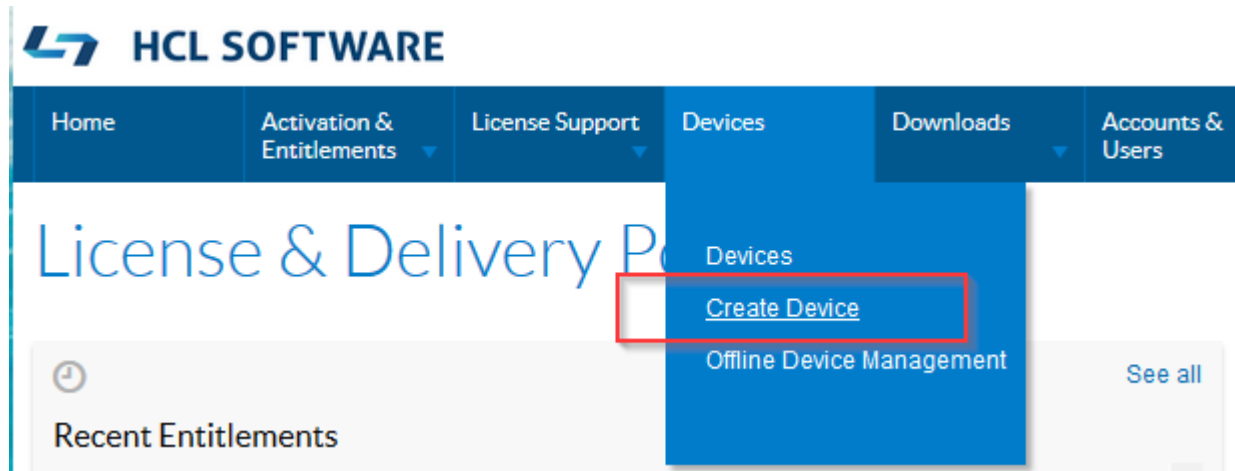 HCL SOFTWARE
Home
Activation &
Entitlements
License Support
Devices
Downloads
Accounts &
Users
License & Delivery
Devices
Create Device
Offline Device Management
See all
Recent Entitlements